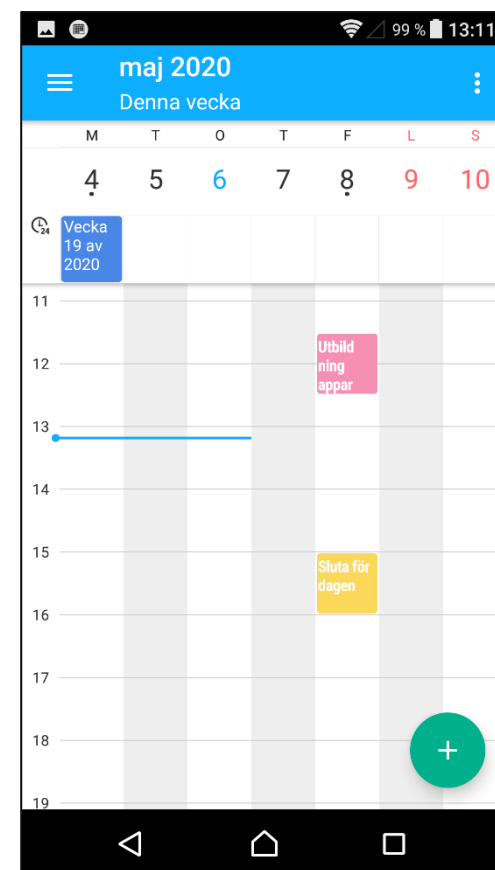 99 % 13:11
maj 2020
Denna vecka
M T O T F L S
4 5 6 7 8 9 10
24
Vecka
19 av
2020
11
Utbild
ning
appar
12
13
14
15
Sluta för
dagen
16
17
18
+
19